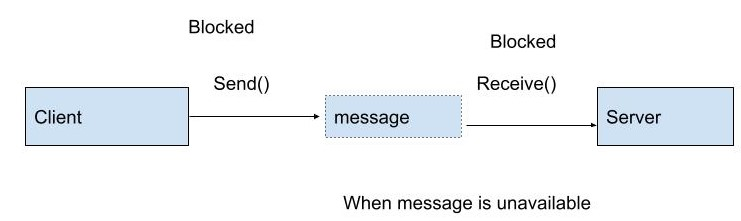 Blocked
Blocked
Send()
Receive()
Client
message
Server
When message is unavailable